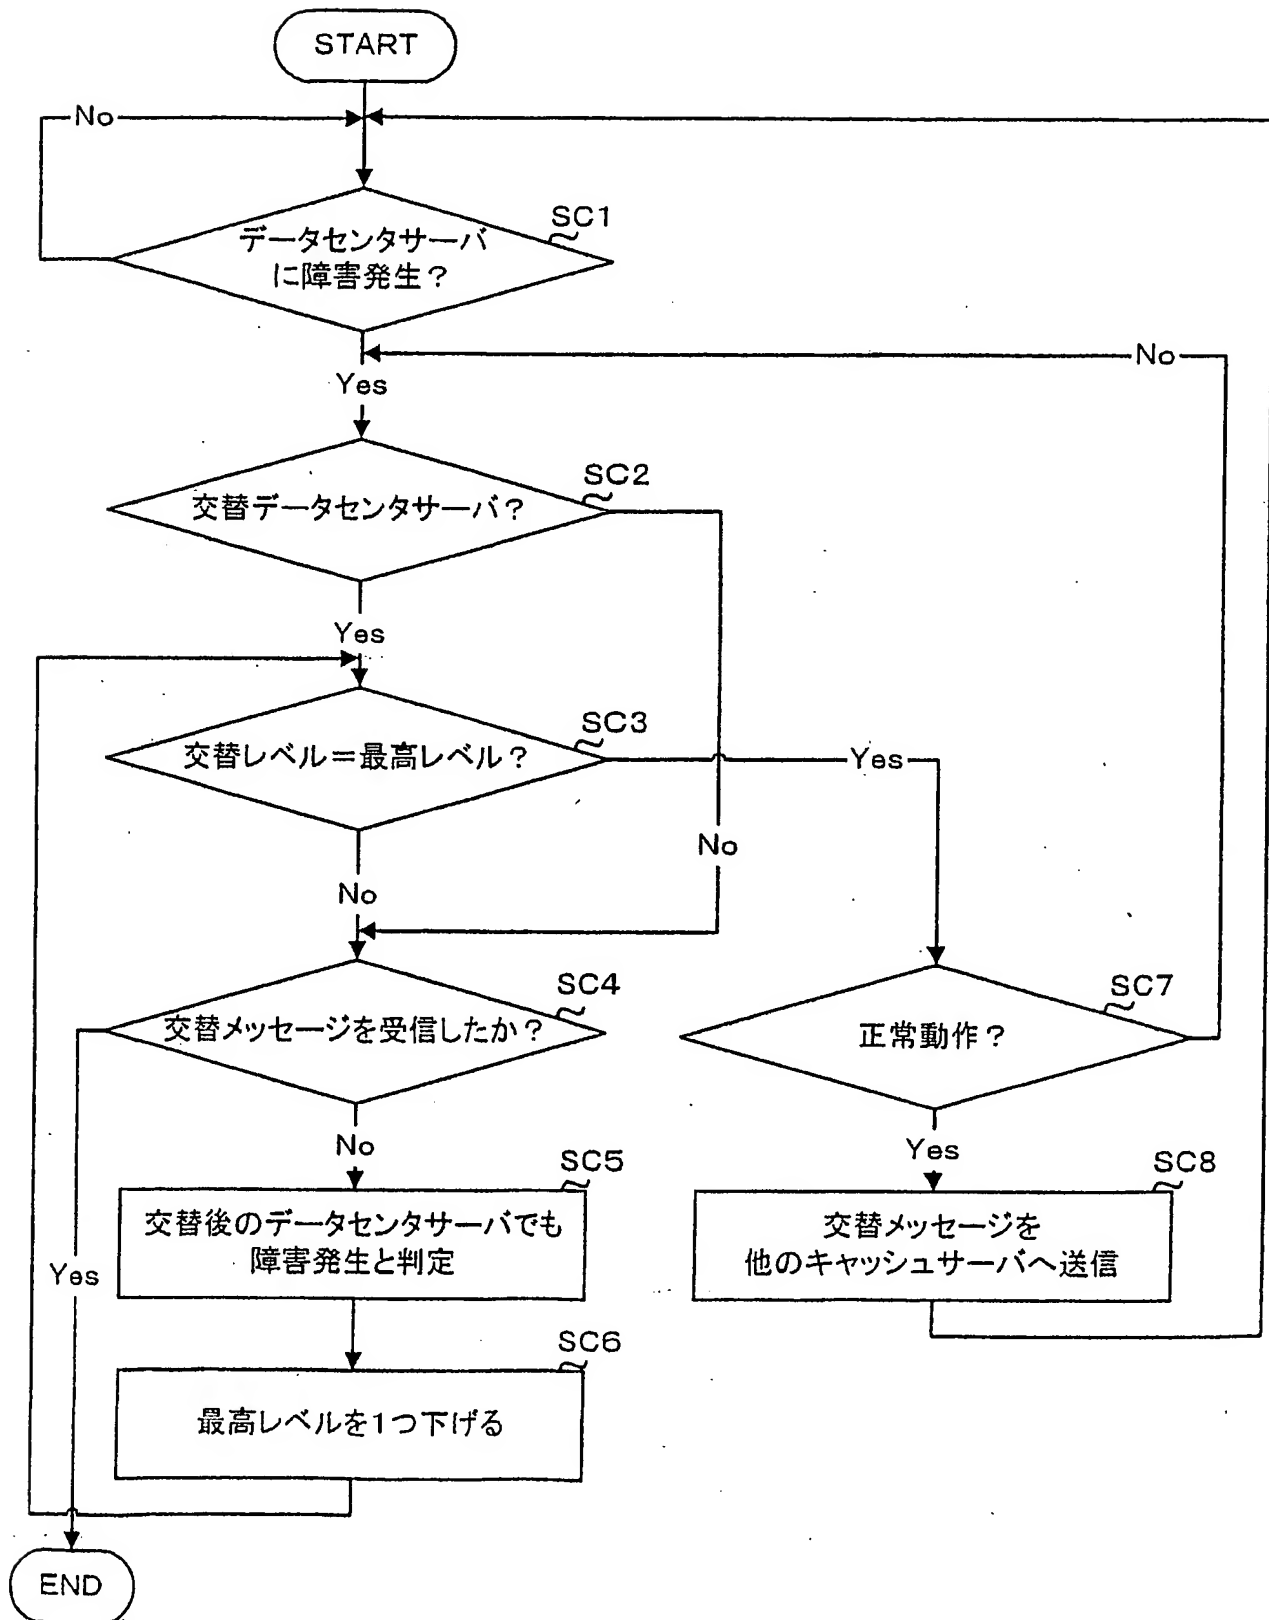 START
No
SC1
データセンタサーバ
に障害発生？
No
Yes
SC2
交替データセンタサーバ？
Yes
SC3
交替レベル＝最高レベル？
Yes
No
No
SC4
交替メッセージを受信したか？
SC7
正常動作？
No
Yes
SC5
交替後のデータセンタサーバでも
障害発生と判定
SC8
交替メッセージを
他のキャッシュサーバへ送信
Yes
SC6
最高レベルを１つ下げる
END